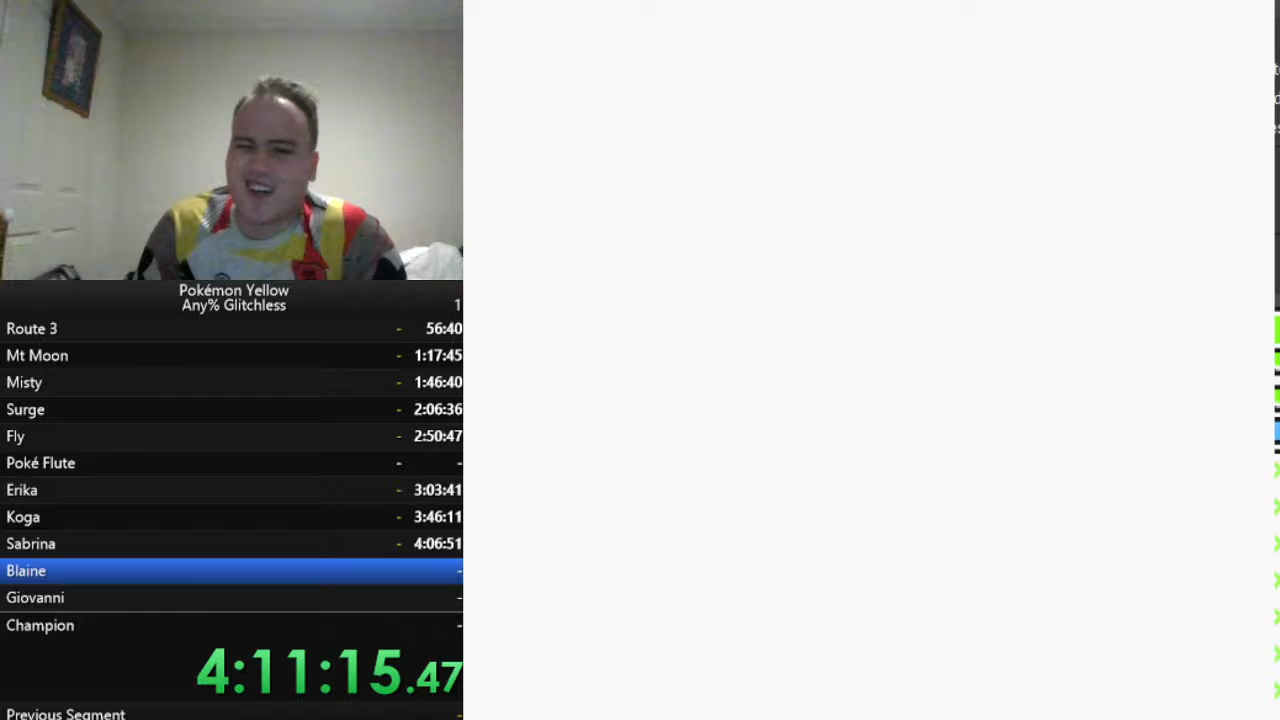 Pokémon Yellow
Any% Glitchless
1
Route 3 - 56:40
Mt Moon - 1:17:45
Misty - 1:46:40
Surge - 2:06:36
Fly - 2:50:47
Poké Flute - -
Erika - 3:03:41
Koga - 3:46:11
Sabrina - 4:06:51
Blaine -
Giovanni -
Champion -
4:11:15.47
Previous Segment -